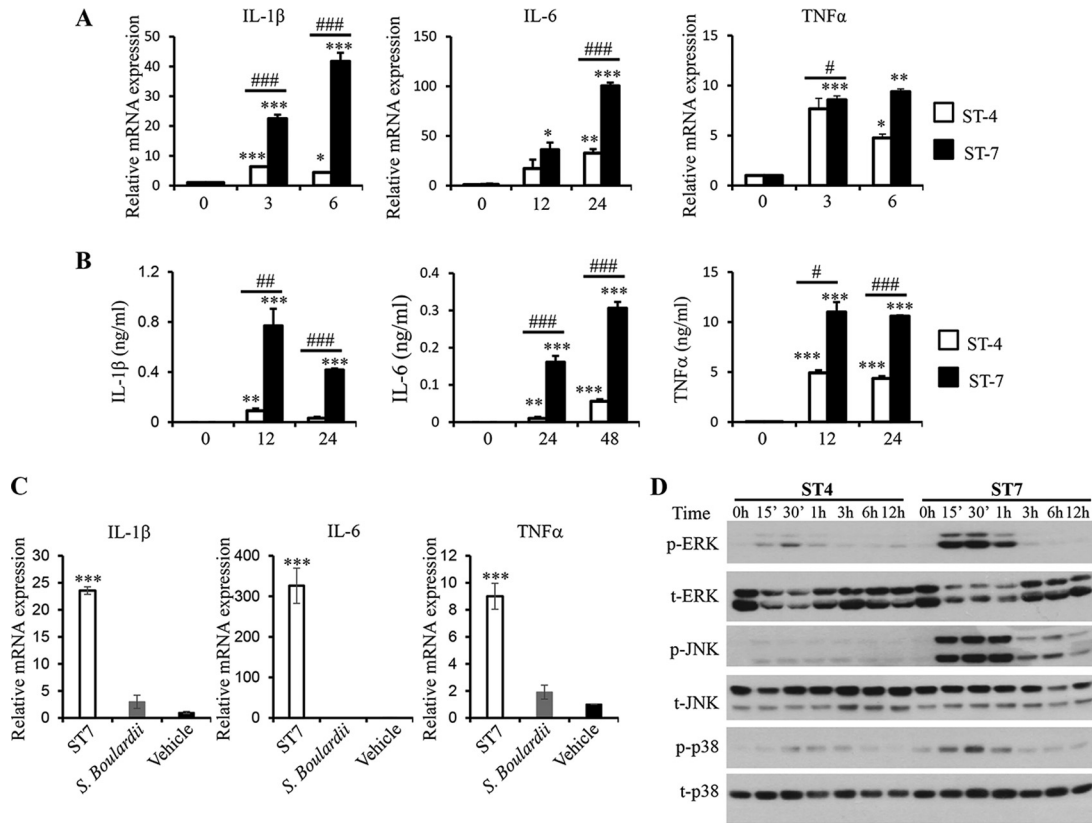 A
IL-1β
IL-6
TNFα
Relative mRNA expression
50
40
30
20
10
0
***
###
***
*
###
***
0 3 6
Relative mRNA expression
150
100
50
0
*
**
###
***
0 12 24
Relative mRNA expression
15
10
5
0
#
***
*
**
0 3 6
ST-4
ST-7
B
IL-1β (ng/ml)
1.2
0.8
0.4
0
**
##
***
###
***
0 12 24
IL-6 (ng/ml)
0.4
0.3
0.2
0.1
0
**
###
***
***
###
***
0 24 48
TNFα (ng/ml)
15
10
5
0
***
#
***
***
###
***
0 12 24
ST-4
ST-7
C
IL-1β
IL-6
TNFα
Relative mRNA expression
30
25
20
15
10
5
0
***
ST7
S. Boulardii
Vehicle
Relative mRNA expression
400
300
200
100
0
***
ST7
S. Boulardii
Vehicle
Relative mRNA expression
12
10
8
6
4
2
0
***
ST7
S. Boulardii
Vehicle
D
ST4 ST7
Time 0h 15’ 30’ 1h 3h 6h 12h 0h 15’ 30’ 1h 3h 6h 12h
p-ERK
t-ERK
p-JNK
t-JNK
p-p38
t-p38